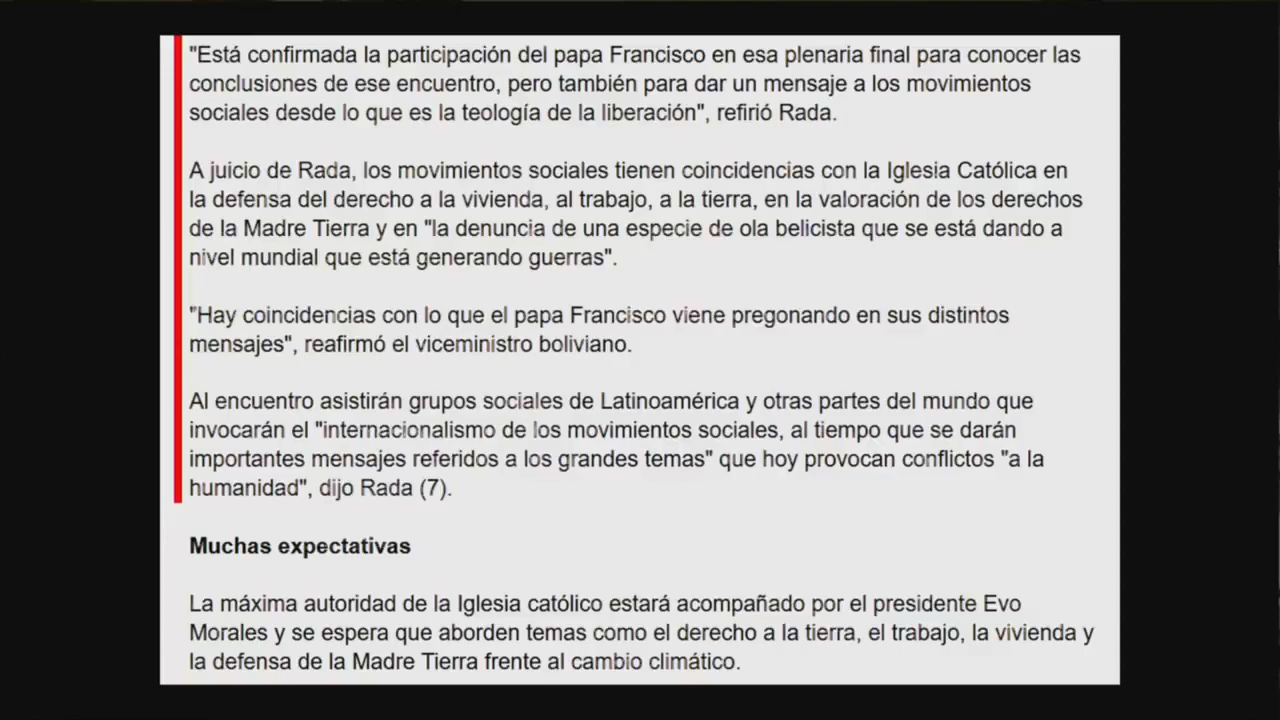 "Está confirmada la participación del papa Francisco en esa plenaria final para conocer las
conclusiones de ese encuentro, pero también para dar un mensaje a los movimientos
sociales desde lo que es la teología de la liberación", refirió Rada.
A juicio de Rada, los movimientos sociales tienen coincidencias con la Iglesia Católica en
la defensa del derecho a la vivienda, al trabajo, a la tierra, en la valoración de los derechos
de la Madre Tierra y en "la denuncia de una especie de ola belicista que se está dando a
nivel mundial que está generando guerras".
"Hay coincidencias con lo que el papa Francisco viene pregonando en sus distintos
mensajes", reafirmó el viceministro boliviano.
Al encuentro asistirán grupos sociales de Latinoamérica y otras partes del mundo que
invocarán el "internacionalismo de los movimientos sociales, al tiempo que se darán
importantes mensajes referidos a los grandes temas" que hoy provocan conflictos "a la
humanidad", dijo Rada (7).
Muchas expectativas
La máxima autoridad de la Iglesia católico estará acompañado por el presidente Evo
Morales y se espera que aborden temas como el derecho a la tierra, el trabajo, la vivienda y
la defensa de la Madre Tierra frente al cambio climático.